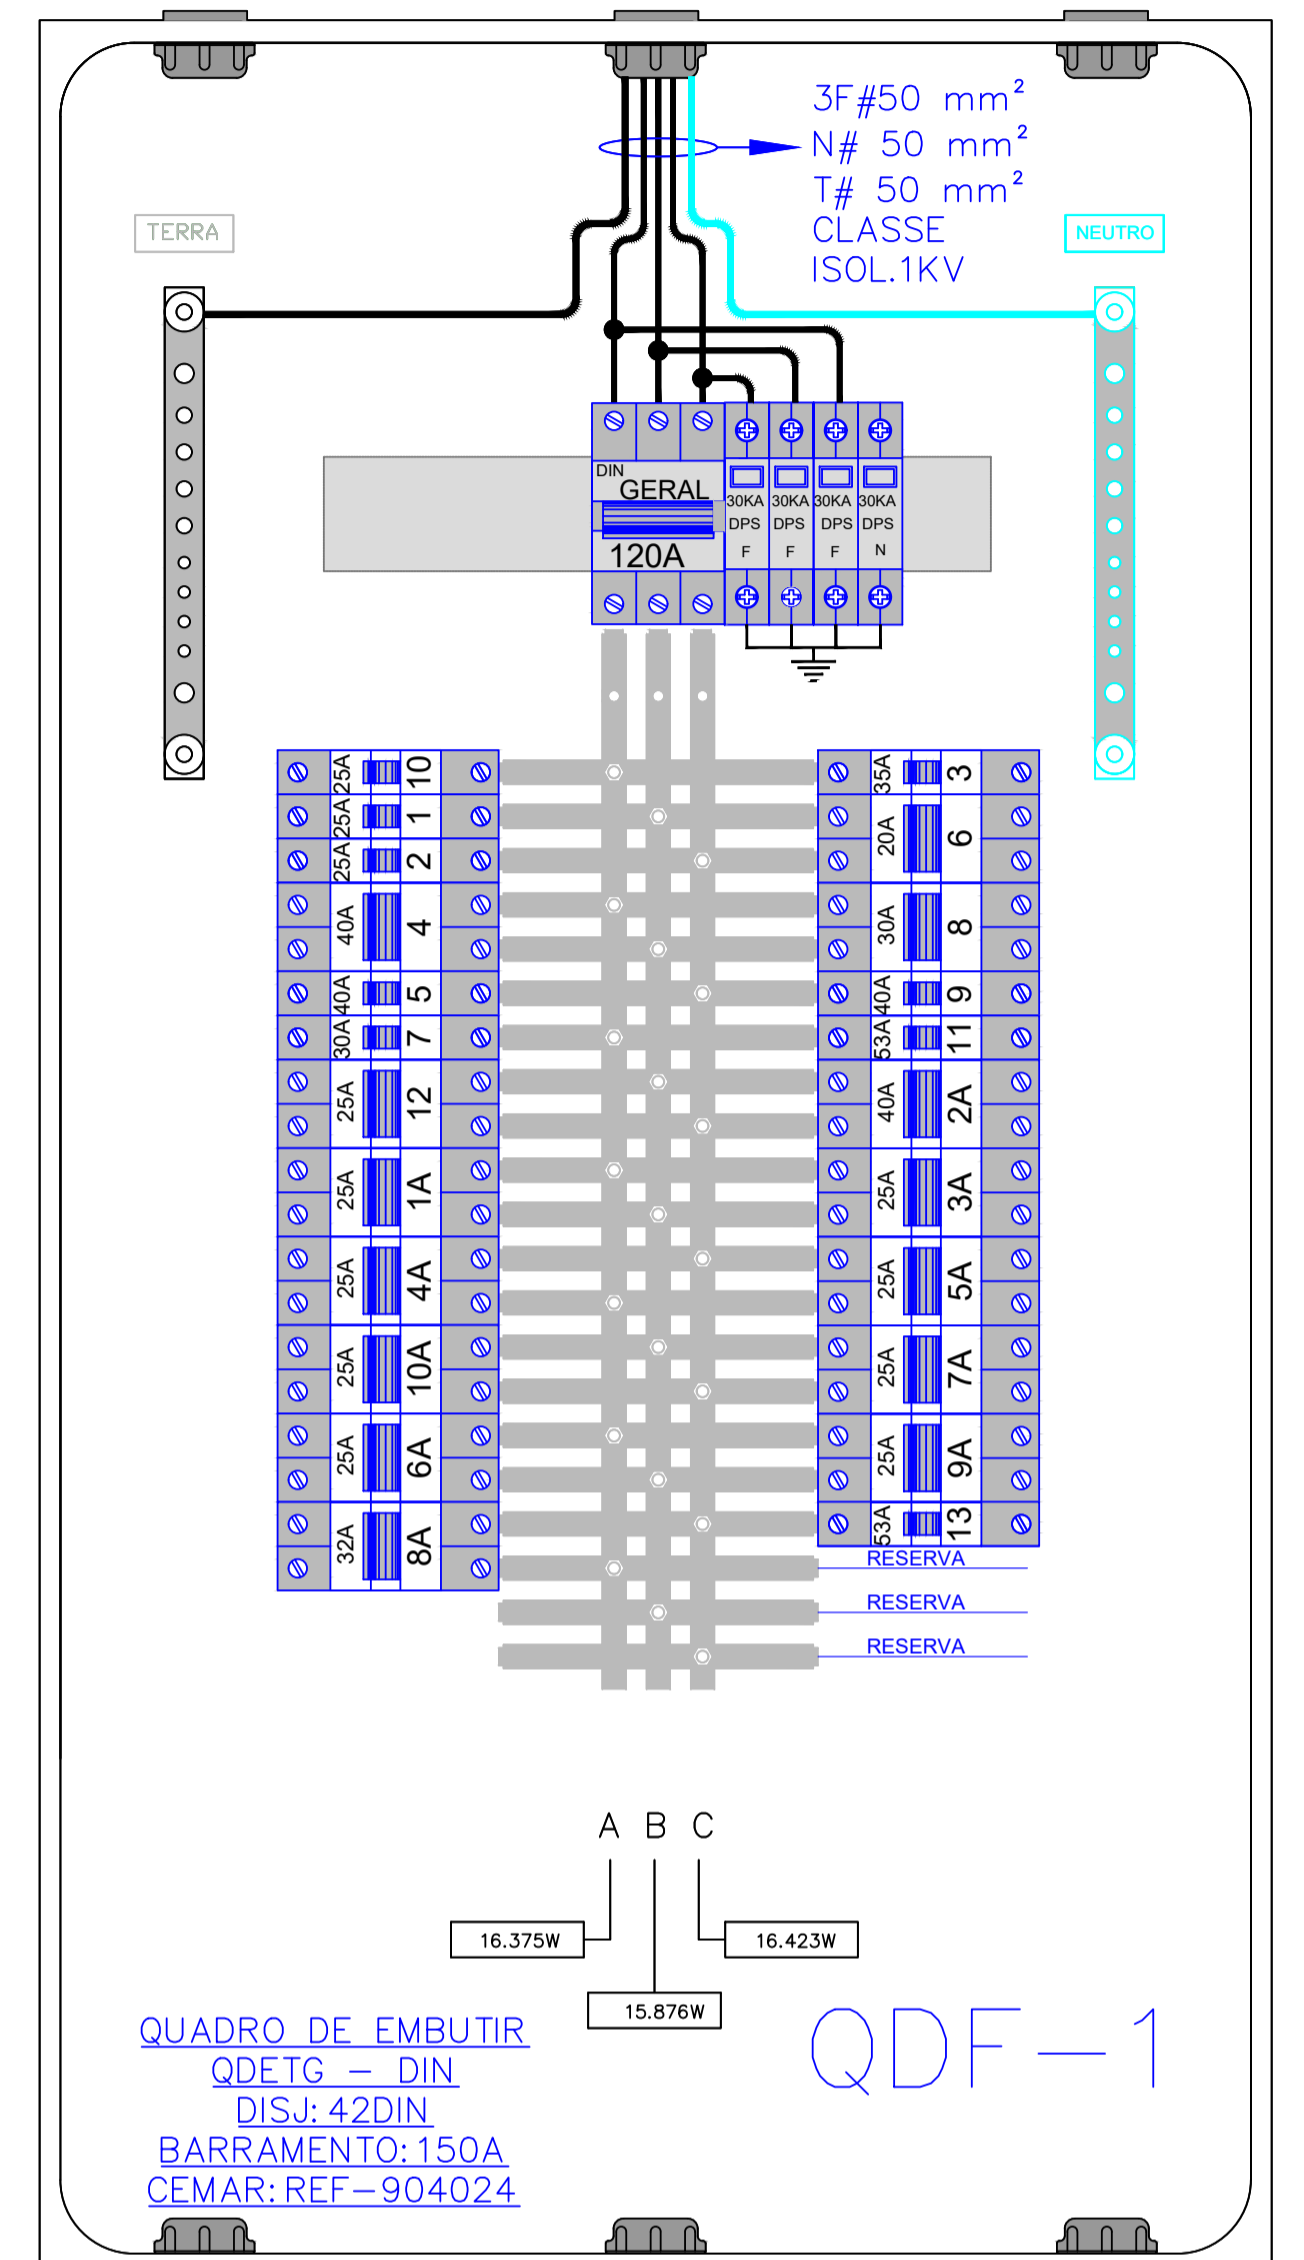 3F#50 mm²
N# 50 mm²
T# 50 mm²
CLASSE
ISOL.1KV
TERRA
NEUTRO
DIN
GERAL
120A
30KA 30KA 30KA 30KA
DPS DPS DPS DPS
F F F N
25A 10
25A 1
25A 2
40A 4
40A 5
30A 7
25A 12
25A 1A
25A 4A
25A 10A
25A 6A
32A 8A
35A 3
20A 6
30A 8
40A 9
53A 11
40A 2A
25A 3A
25A 5A
25A 7A
25A 9A
53A 13
RESERVA
RESERVA
RESERVA
A B C
16.375W
16.423W
15.876W
QUADRO DE EMBUTIR
QDETG – DIN
DISJ: 42DIN
BARRAMENTO: 150A
CEMAR: REF–904024
QDF–1